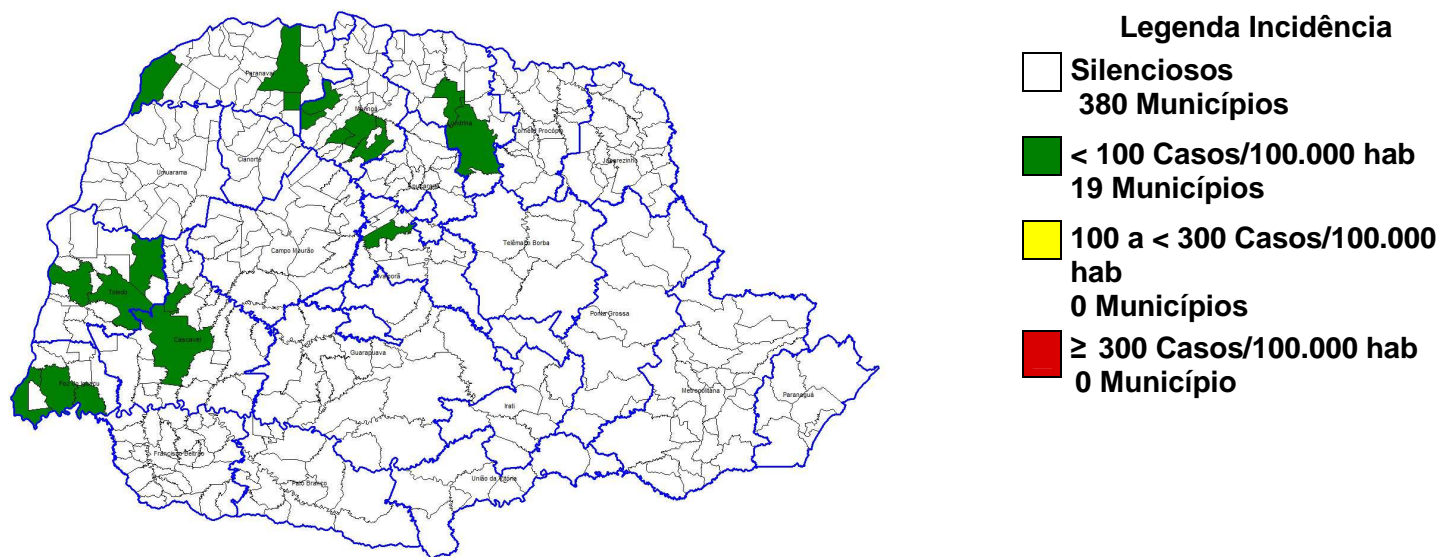 Legenda Incidência
Silenciosos
380 Municípios
< 100 Casos/100.000 hab
19 Municípios
100 a < 300 Casos/100.000
hab
0 Municípios
≥ 300 Casos/100.000 hab
0 Município
Paranavaí
Maringá
Londrina
Cornélio Procópio
Jacarezinho
Umuarama
Cianorte
Apucarana
Campo Mourão
Telêmaco Borba
Ivaiporã
Toledo
Ponta Grossa
Cascavel
Guarapuava
Foz do Iguaçu
Metropolitana
Paranaguá
Irati
Francisco Beltrão
Pato Branco
União da Vitória